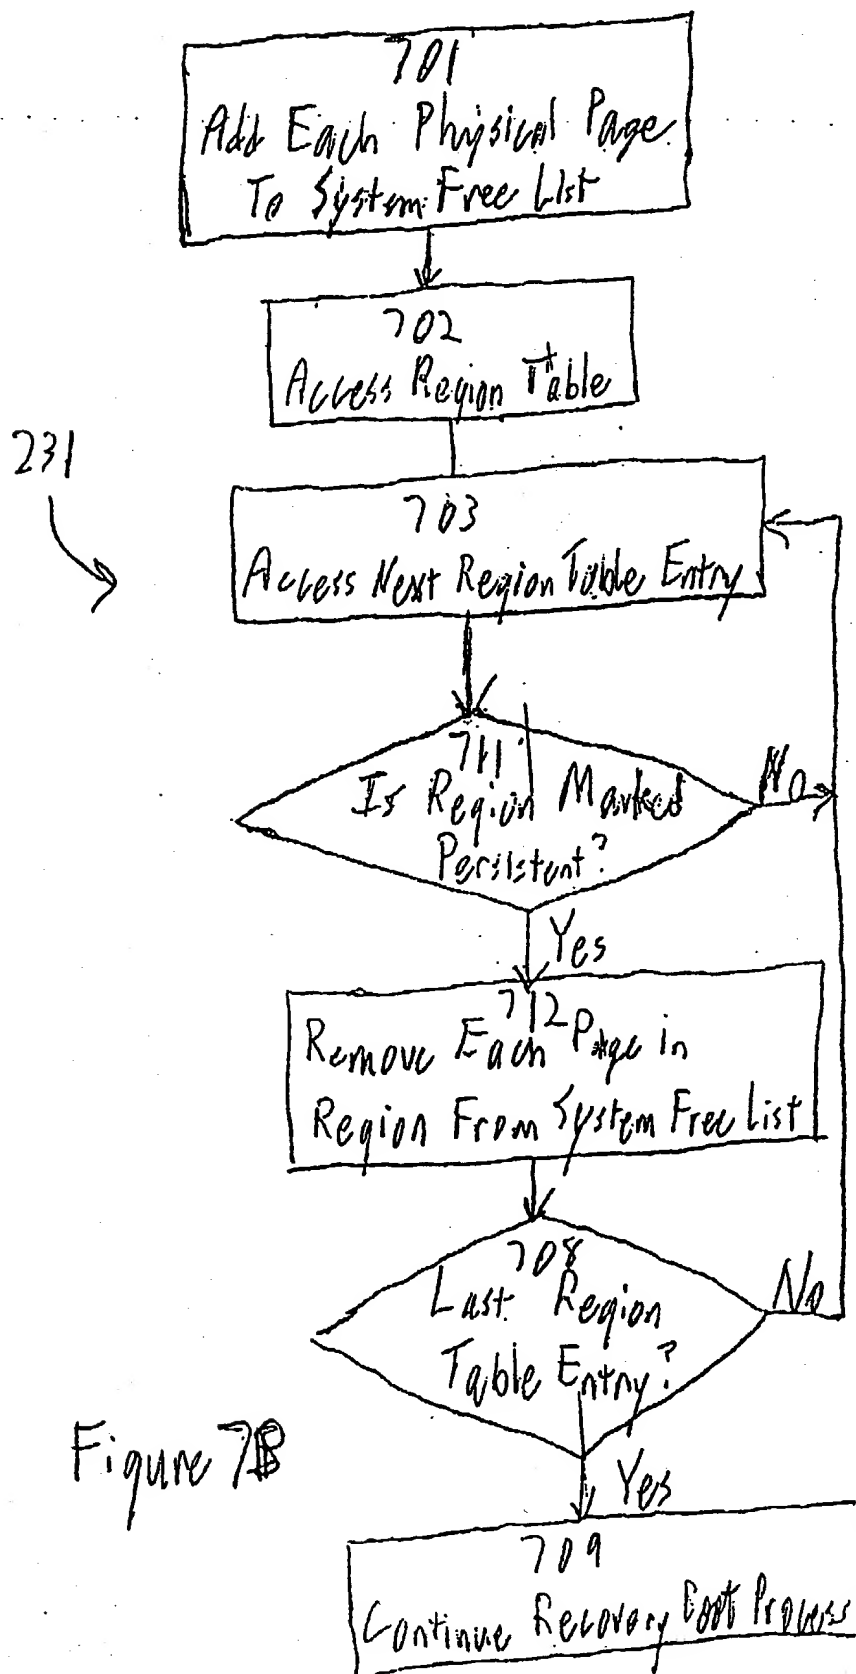 701
Add Each Physical Page
To System Free List
702
Access Region Table
231
703
Access Next Region Table Entry
711
Is Region Marked
Persistent?
No
Yes
712
Remove Each Page in
Region From System Free List
708
Last Region
Table Entry?
No
Figure 7B
Yes
709
Continue Recovery Boot Process